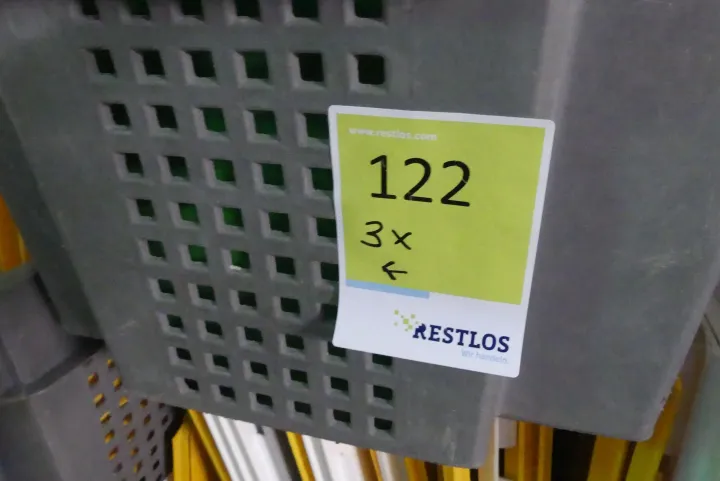 www.restlos.com
122
3x
←
RESTLOS
Wir handeln.